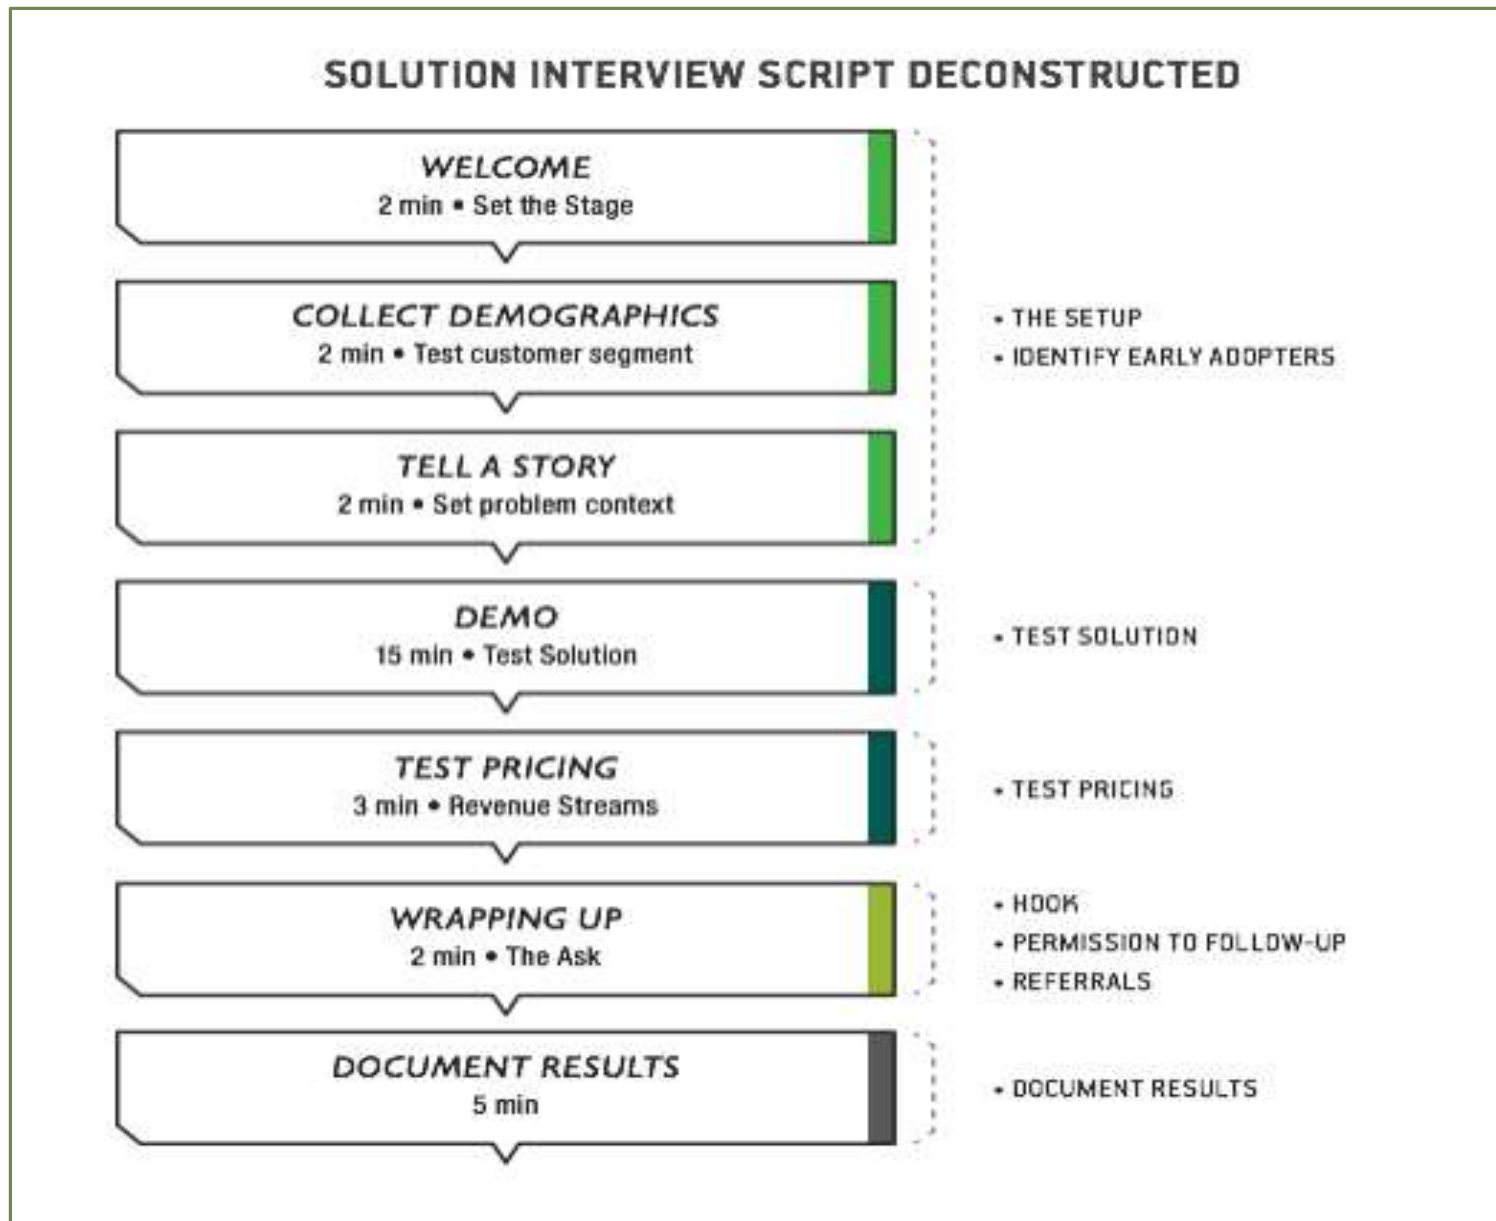 SOLUTION INTERVIEW SCRIPT DECONSTRUCTED
WELCOME
2 min • Set the Stage
COLLECT DEMOGRAPHICS
2 min • Test customer segment
TELL A STORY
2 min • Set problem context
• THE SETUP
• IDENTIFY EARLY ADOPTERS
DEMO
15 min • Test Solution
• TEST SOLUTION
TEST PRICING
3 min • Revenue Streams
• TEST PRICING
WRAPPING UP
2 min • The Ask
• HOOK
• PERMISSION TO FOLLOW-UP
• REFERRALS
DOCUMENT RESULTS
5 min
• DOCUMENT RESULTS